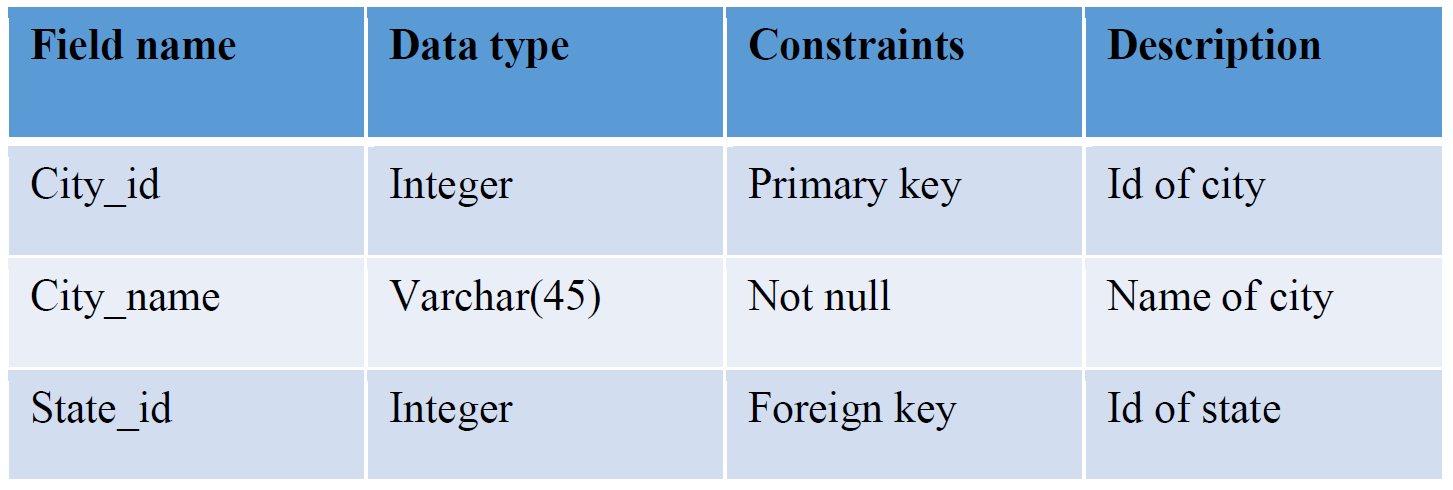 Field name Data type Constraints Description
City_id Integer Primary key Id of city
City_name Varchar(45) Not null Name of city
State_id Integer Foreign key Id of state